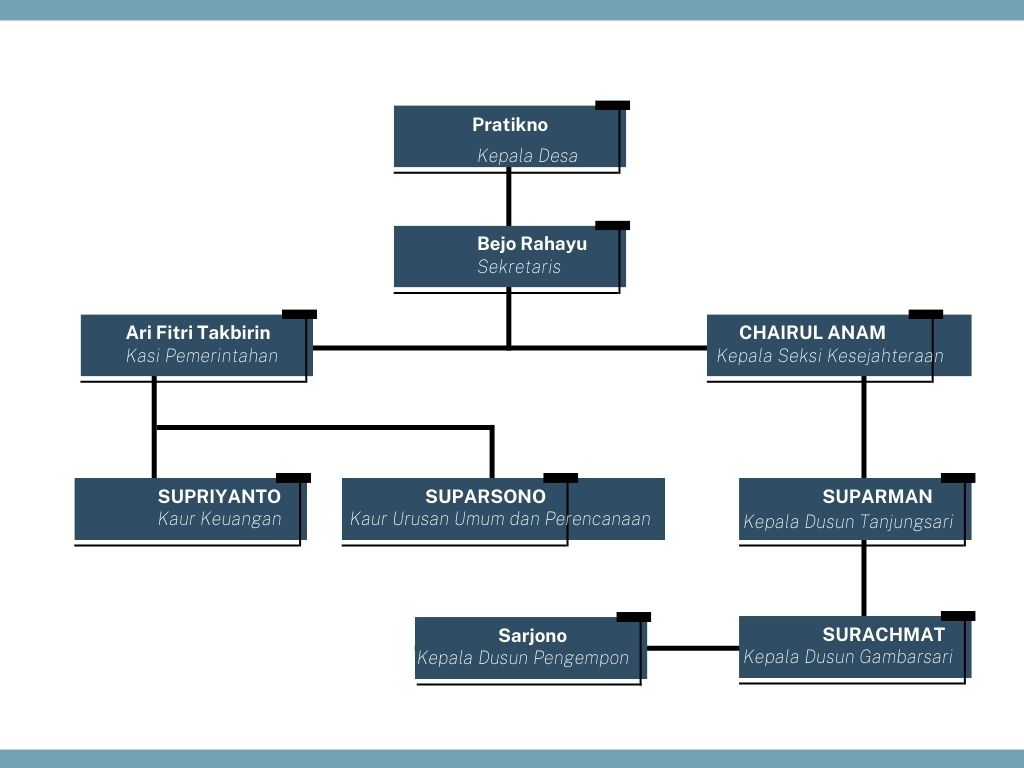 Pratikno
Kepala Desa
Bejo Rahayu
Sekretaris
Ari Fitri Takbirin
Kasi Pemerintahan
CHAIRUL ANAM
Kepala Seksi Kesejahteraan
SUPRIYANTO
Kaur Keuangan
SUPARSONO
Kaur Urusan Umum dan Perencanaan
SUPARMAN
Kepala Dusun Tanjungsari
Sarjono
Kepala Dusun Pengempon
SURACHMAT
Kepala Dusun Gambarsari